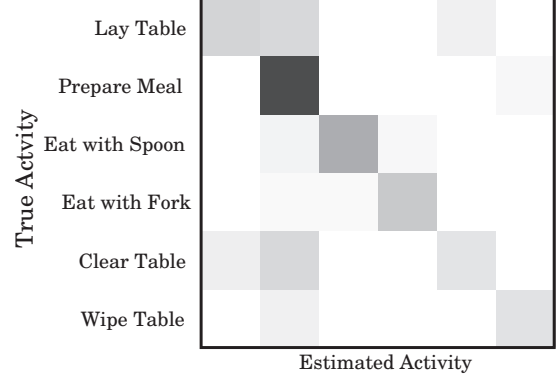 Lay Table
Prepare Meal
Eat with Spoon
Eat with Fork
Clear Table
Wipe Table
True Actvity
Estimated Activity